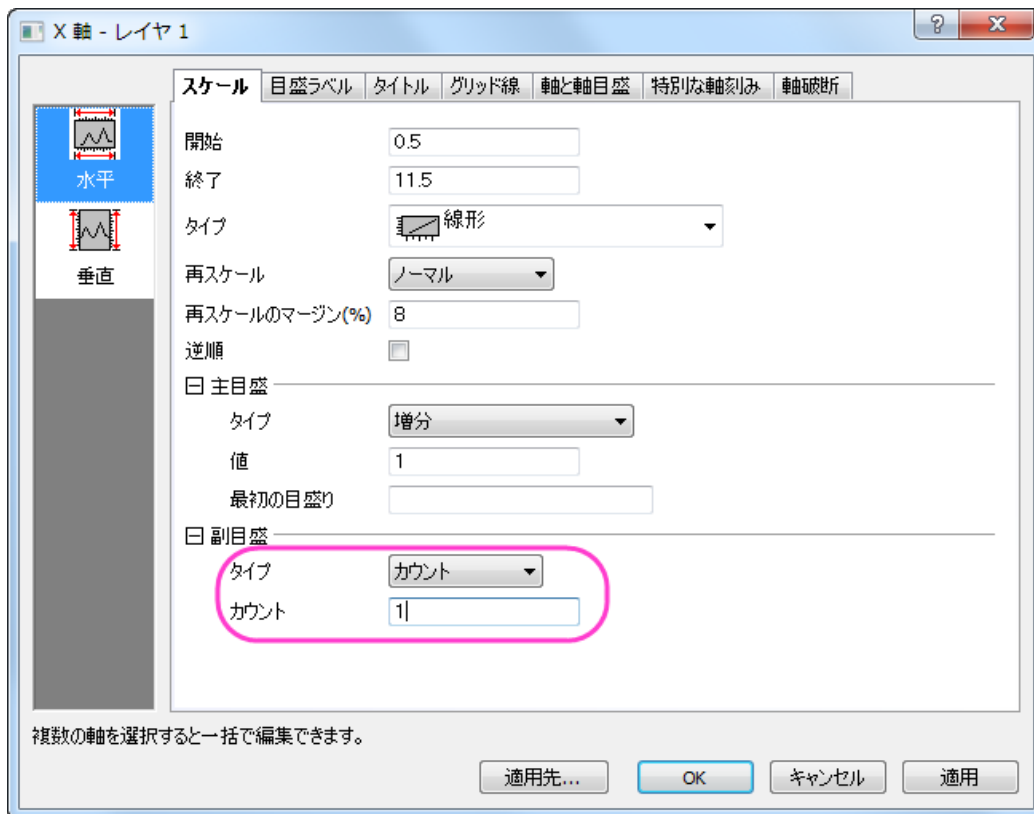 X 軸 - レイヤ 1
スケール 目盛ラベル タイトル グリッド線 軸と軸目盛 特別な軸刻み 軸破断
水平
垂直
開始 0.5
終了 11.5
タイプ 線形
再スケール ノーマル
再スケールのマージン(%) 8
逆順
主目盛
タイプ 増分
値 1
最初の目盛り
副目盛
タイプ カウント
カウント 1
複数の軸を選択すると一括で編集できます。
適用先... OK キャンセル 適用